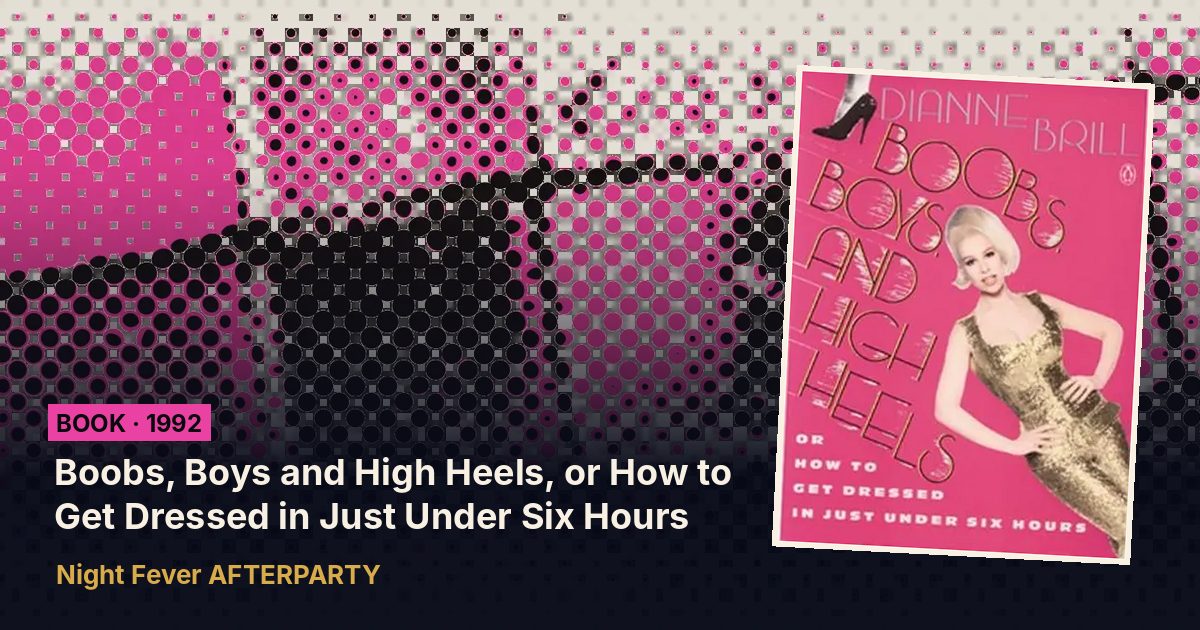 BOOK · 1992
Boobs, Boys and High Heels, or How to
Get Dressed in Just Under Six Hours
Night Fever AFTERPARTY
DIANNE
BRILL
BOOBS,
BOYS,
AND
HIGH
HEELS
OR
HOW TO
GET DRESSED
IN JUST UNDER SIX HOURS